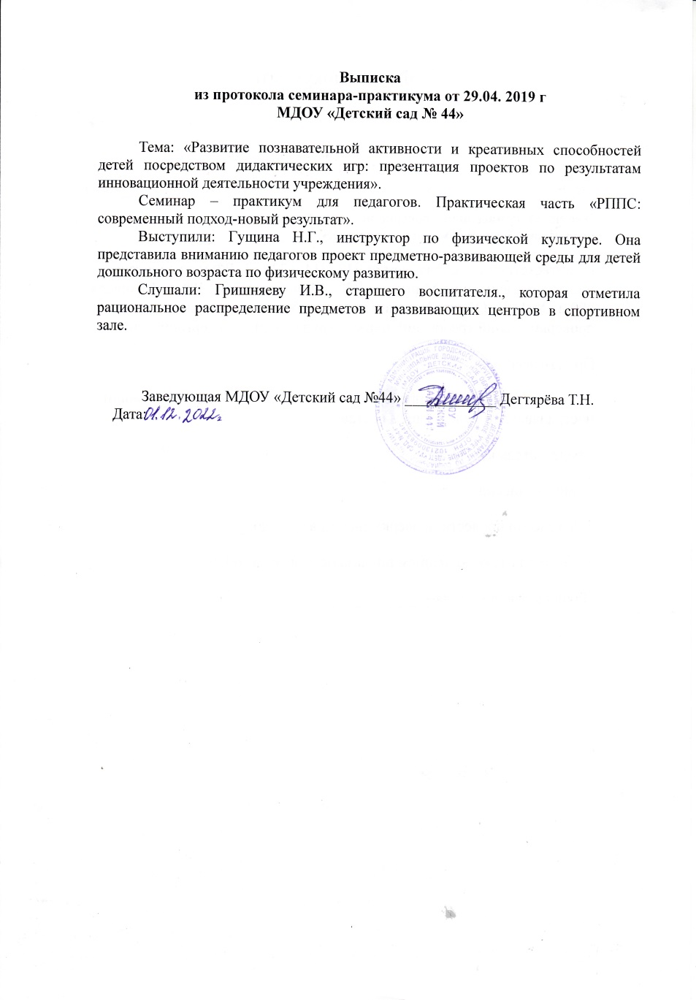 Выписка
из протокола семинара-практикума от 29.04. 2019 г
МДОУ «Детский сад № 44»
Тема: «Развитие познавательной активности и креативных способностей
детей посредством дидактических игр: презентация проектов по результатам
инновационной деятельности учреждения».
Семинар – практикум для педагогов. Практическая часть «РППС:
современный подход-новый результат».
Выступили: Гущина Н.Г., инструктор по физической культуре. Она
представила вниманию педагогов проект предметно-развивающей среды для детей
дошкольного возраста по физическому развитию.
Слушали: Гришняеву И.В., старшего воспитателя., которая отметила
рациональное распределение предметов и развивающих центров в спортивном
зале.
Заведующая МДОУ «Детский сад №44» ____________ Дегтярёва Т.Н.
Дата: 01.12.2022г.